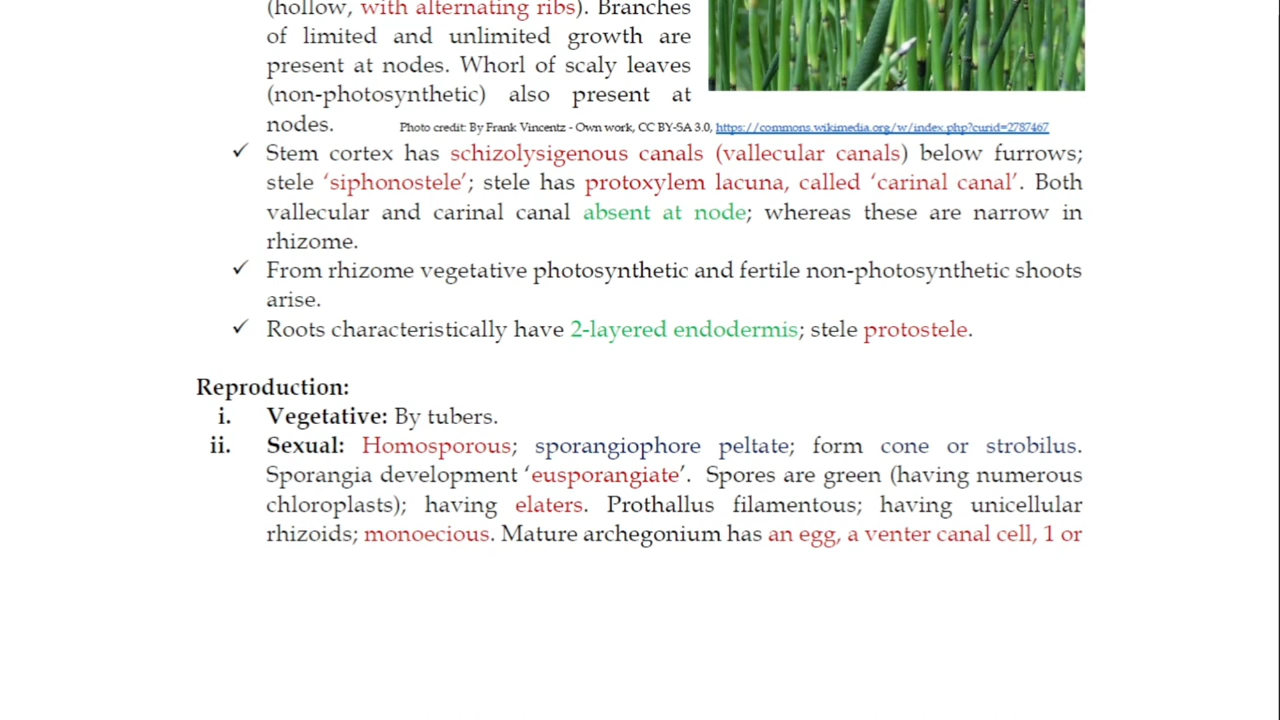 (hollow, with alternating ribs). Branches
of limited and unlimited growth are
present at nodes. Whorl of scaly leaves
(non-photosynthetic) also present at
nodes.
Photo credit: By Frank Vincentz - Own work, CC BY-SA 3.0, https://commons.wikimedia.org/w/index.php?curid=2787467
✓ Stem cortex has schizolysigenous canals (vallecular canals) below furrows;
stele ‘siphonostele’; stele has protoxylem lacuna, called ‘carinal canal’. Both
vallecular and carinal canal absent at node; whereas these are narrow in
rhizome.
✓ From rhizome vegetative photosynthetic and fertile non-photosynthetic shoots
arise.
✓ Roots characteristically have 2-layered endodermis; stele protostele.
Reproduction:
i. Vegetative: By tubers.
ii. Sexual: Homosporous; sporangiophore peltate; form cone or strobilus.
Sporangia development ‘eusporangiate’. Spores are green (having numerous
chloroplasts); having elaters. Prothallus filamentous; having unicellular
rhizoids; monoecious. Mature archegonium has an egg, a venter canal cell, 1 or